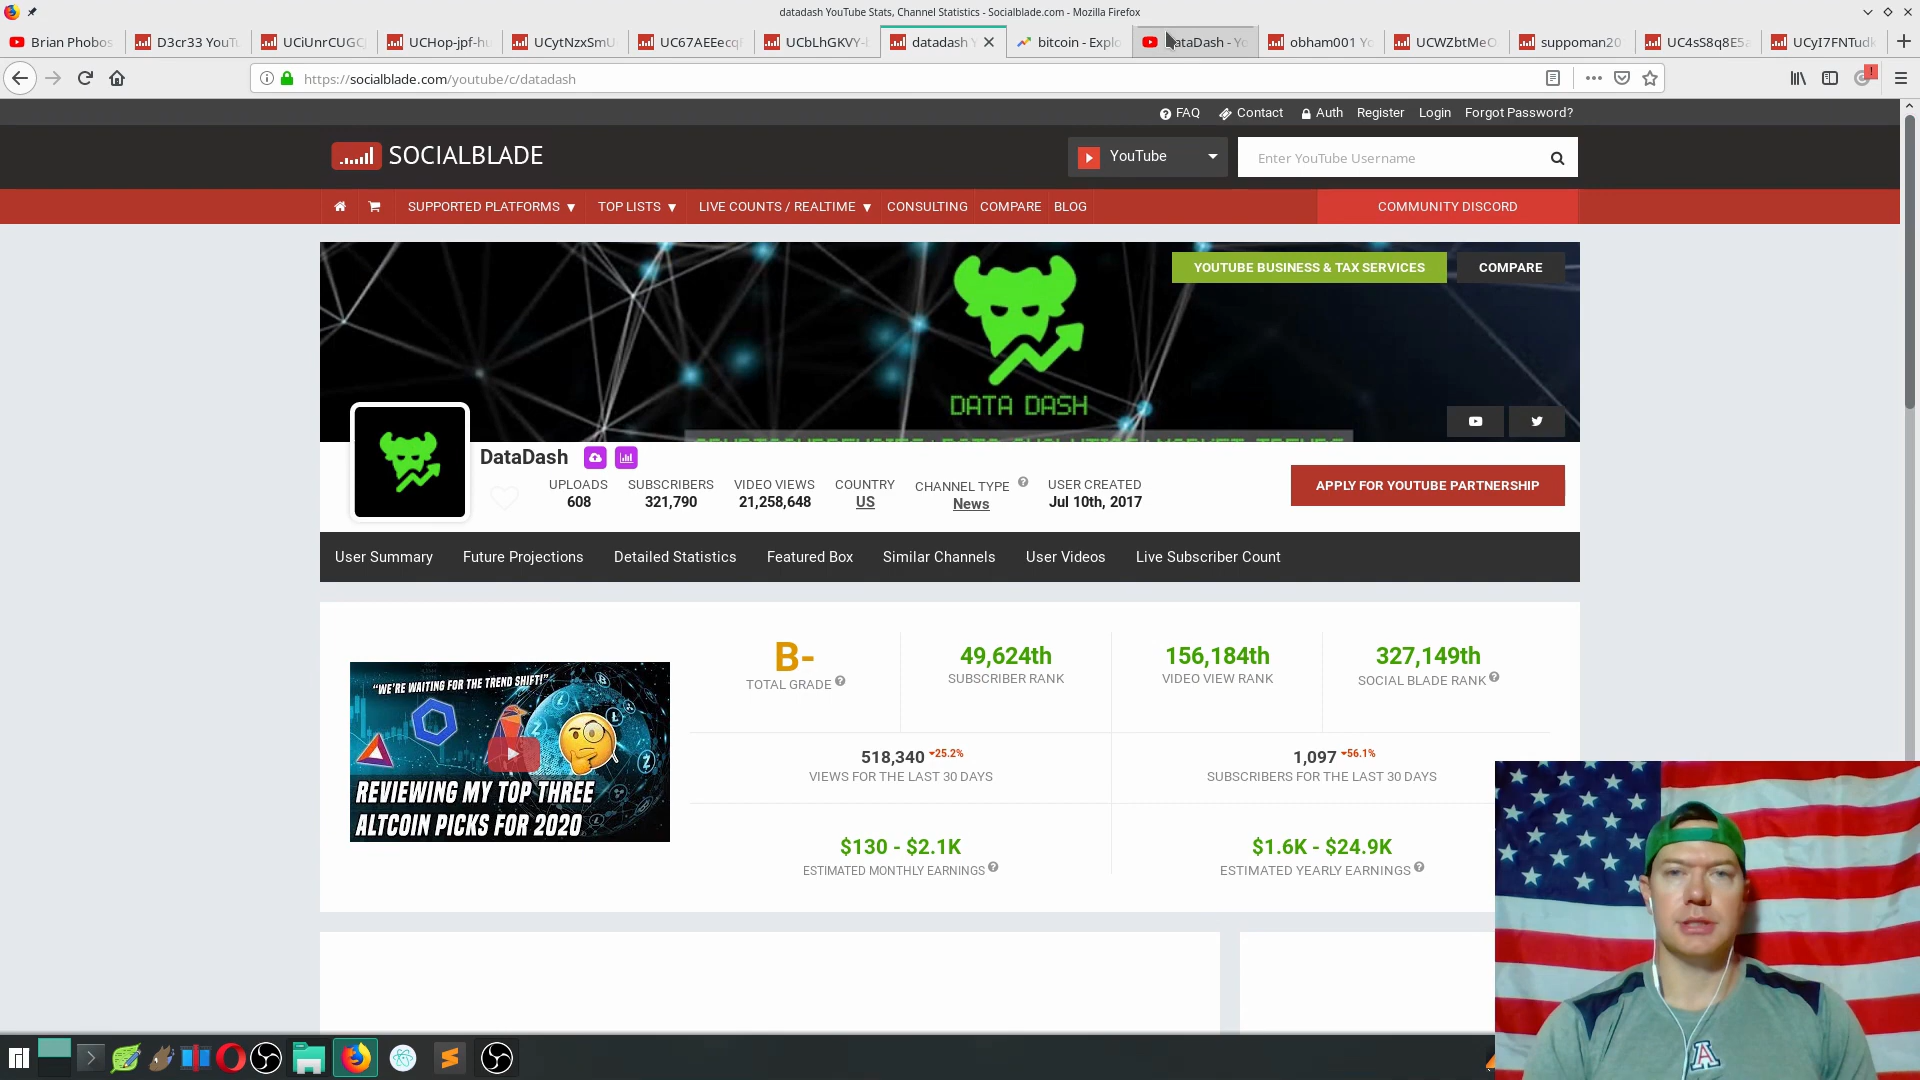 datadash YouTube Stats, Channel Statistics - Socialblade.com - Mozilla Firefox
Brian Phobos
D3cr33 YouTu
UCiUnrCUGC
UCHop-jpf-hu
UCytNzxSmU
UC67AEEecqf
UCbLhGKVY-
datadash Y
bitcoin - Explo
ataDash - Yo
obham001 Yo
UCWZbtMeO
suppoman20
UC4sS8q8E5a
UCyI7FNTudk
https://socialblade.com/youtube/c/datadash
FAQ Contact Auth Register Login Forgot Password?
SOCIALBLADE
YouTube
Enter YouTube Username
SUPPORTED PLATFORMS TOP LISTS LIVE COUNTS / REALTIME CONSULTING COMPARE BLOG COMMUNITY DISCORD
YOUTUBE BUSINESS & TAX SERVICES COMPARE
DATA DASH
DataDash
UPLOADS SUBSCRIBERS VIDEO VIEWS COUNTRY CHANNEL TYPE USER CREATED
608 321,790 21,258,648 US News Jul 10th, 2017
APPLY FOR YOUTUBE PARTNERSHIP
User Summary Future Projections Detailed Statistics Featured Box Similar Channels User Videos Live Subscriber Count
"WE'RE WAITING FOR THE TREND SHIFT!"
REVIEWING MY TOP THREE
ALTCOIN PICKS FOR 2020
B-
TOTAL GRADE
49,624th
SUBSCRIBER RANK
156,184th
VIDEO VIEW RANK
327,149th
SOCIAL BLADE RANK
518,340 25.2%
VIEWS FOR THE LAST 30 DAYS
1,097 56.1%
SUBSCRIBERS FOR THE LAST 30 DAYS
$130 - $2.1K
ESTIMATED MONTHLY EARNINGS
$1.6K - $24.9K
ESTIMATED YEARLY EARNINGS
A